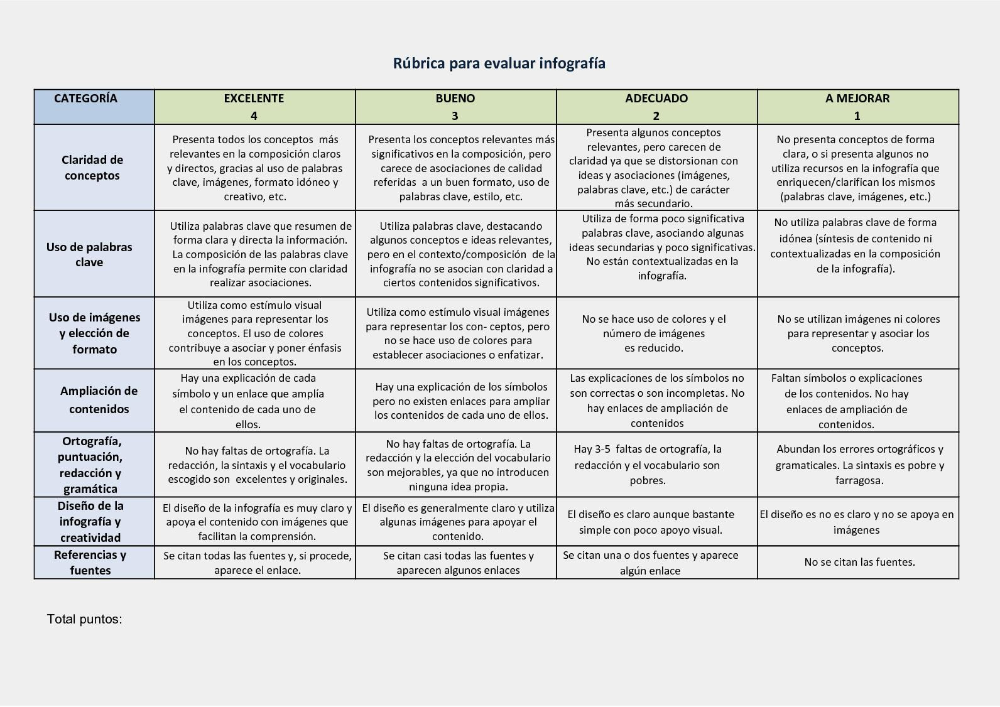 Rúbrica para evaluar infografía
CATEGORÍA
EXCELENTE
4
BUENO
3
ADECUADO
2
A MEJORAR
1
Claridad de
conceptos
Presenta todos los conceptos  más
relevantes en la composición claros
y directos, gracias al uso de palabras
clave, imágenes, formato idóneo y
creativo, etc.
Presenta los conceptos relevantes más
significativos en la composición, pero
carece de asociaciones de calidad
referidas  a un buen formato, uso de
palabras clave, estilo, etc.
Presenta algunos conceptos
relevantes, pero carecen de
claridad ya que se distorsionan con
ideas y asociaciones (imágenes,
palabras clave, etc.) de carácter
más secundario.
No presenta conceptos de forma
clara, o si presenta algunos no
utiliza recursos en la infografía que
enriquecen/clarifican los mismos
(palabras clave, imágenes, etc.)
Uso de palabras
clave
Utiliza palabras clave que resumen de
forma clara y directa la información.
La composición de las palabras clave
en la infografía permite con claridad
realizar asociaciones.
Utiliza palabras clave, destacando
algunos conceptos e ideas relevantes,
pero en el contexto/composición  de la
infografía no se asocian con claridad a
ciertos contenidos significativos.
Utiliza de forma poco significativa
palabras clave, asociando algunas
ideas secundarias y poco significativas.
No están contextualizadas en la
infografía.
No utiliza palabras clave de forma
idónea (síntesis de contenido ni
contextualizadas en la composición
de la infografía).
Uso de imágenes
y elección de
formato
Utiliza como estímulo visual
imágenes para representar los
conceptos. El uso de colores
contribuye a asociar y poner énfasis
en los conceptos.
Utiliza como estímulo visual imágenes
para representar los con- ceptos, pero
no se hace uso de colores para
establecer asociaciones o enfatizar.
No se hace uso de colores y el
número de imágenes
es reducido.
No se utilizan imágenes ni colores
para representar y asociar los
conceptos.
Ampliación de
contenidos
Hay una explicación de cada
símbolo y un enlace que amplía
el contenido de cada uno de
ellos.
Hay una explicación de los símbolos
pero no existen enlaces para ampliar
los contenidos de cada uno de ellos.
Las explicaciones de los símbolos no
son correctas o son incompletas. No
hay enlaces de ampliación de
contenidos
Faltan símbolos o explicaciones
de los contenidos. No hay
enlaces de ampliación de
contenidos.
Ortografía,
puntuación,
redacción y
gramática
No hay faltas de ortografía. La
redacción, la sintaxis y el vocabulario
escogido son  excelentes y originales.
No hay faltas de ortografía. La
redacción y la elección del vocabulario
son mejorables, ya que no introducen
ninguna idea propia.
Hay 3-5  faltas de ortografía, la
redacción y el vocabulario son
pobres.
Abundan los errores ortográficos y
gramaticales. La sintaxis es pobre y
farragosa.
Diseño de la
infografía y
creatividad
El diseño de la infografía es muy claro y
apoya el contenido con imágenes que
facilitan la comprensión.
El diseño es generalmente claro y utiliza
algunas imágenes para apoyar el
contenido.
El diseño es claro aunque bastante
simple con poco apoyo visual.
El diseño es no es claro y no se apoya en
imágenes
Referencias y
fuentes
Se citan todas las fuentes y, si procede,
aparece el enlace.
Se citan casi todas las fuentes y
aparecen algunos enlaces
Se citan una o dos fuentes y aparece
algún enlace
No se citan las fuentes.
Total puntos: